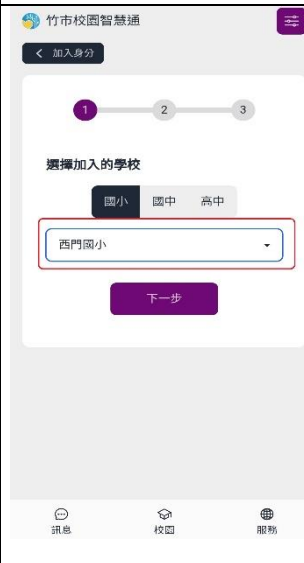 竹市校園智慧通
加入身分
1 2 3
選擇加入的學校
國小 國中 高中
西門國小
下一步
訊息 校園 服務